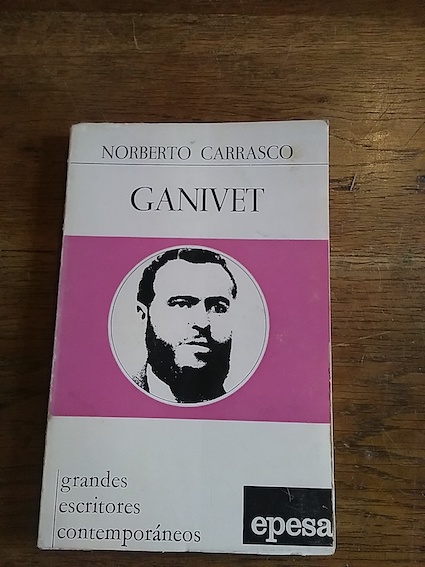 NORBERTO CARRASCO
GANIVET
grandes
escritores
contemporáneos
epesa